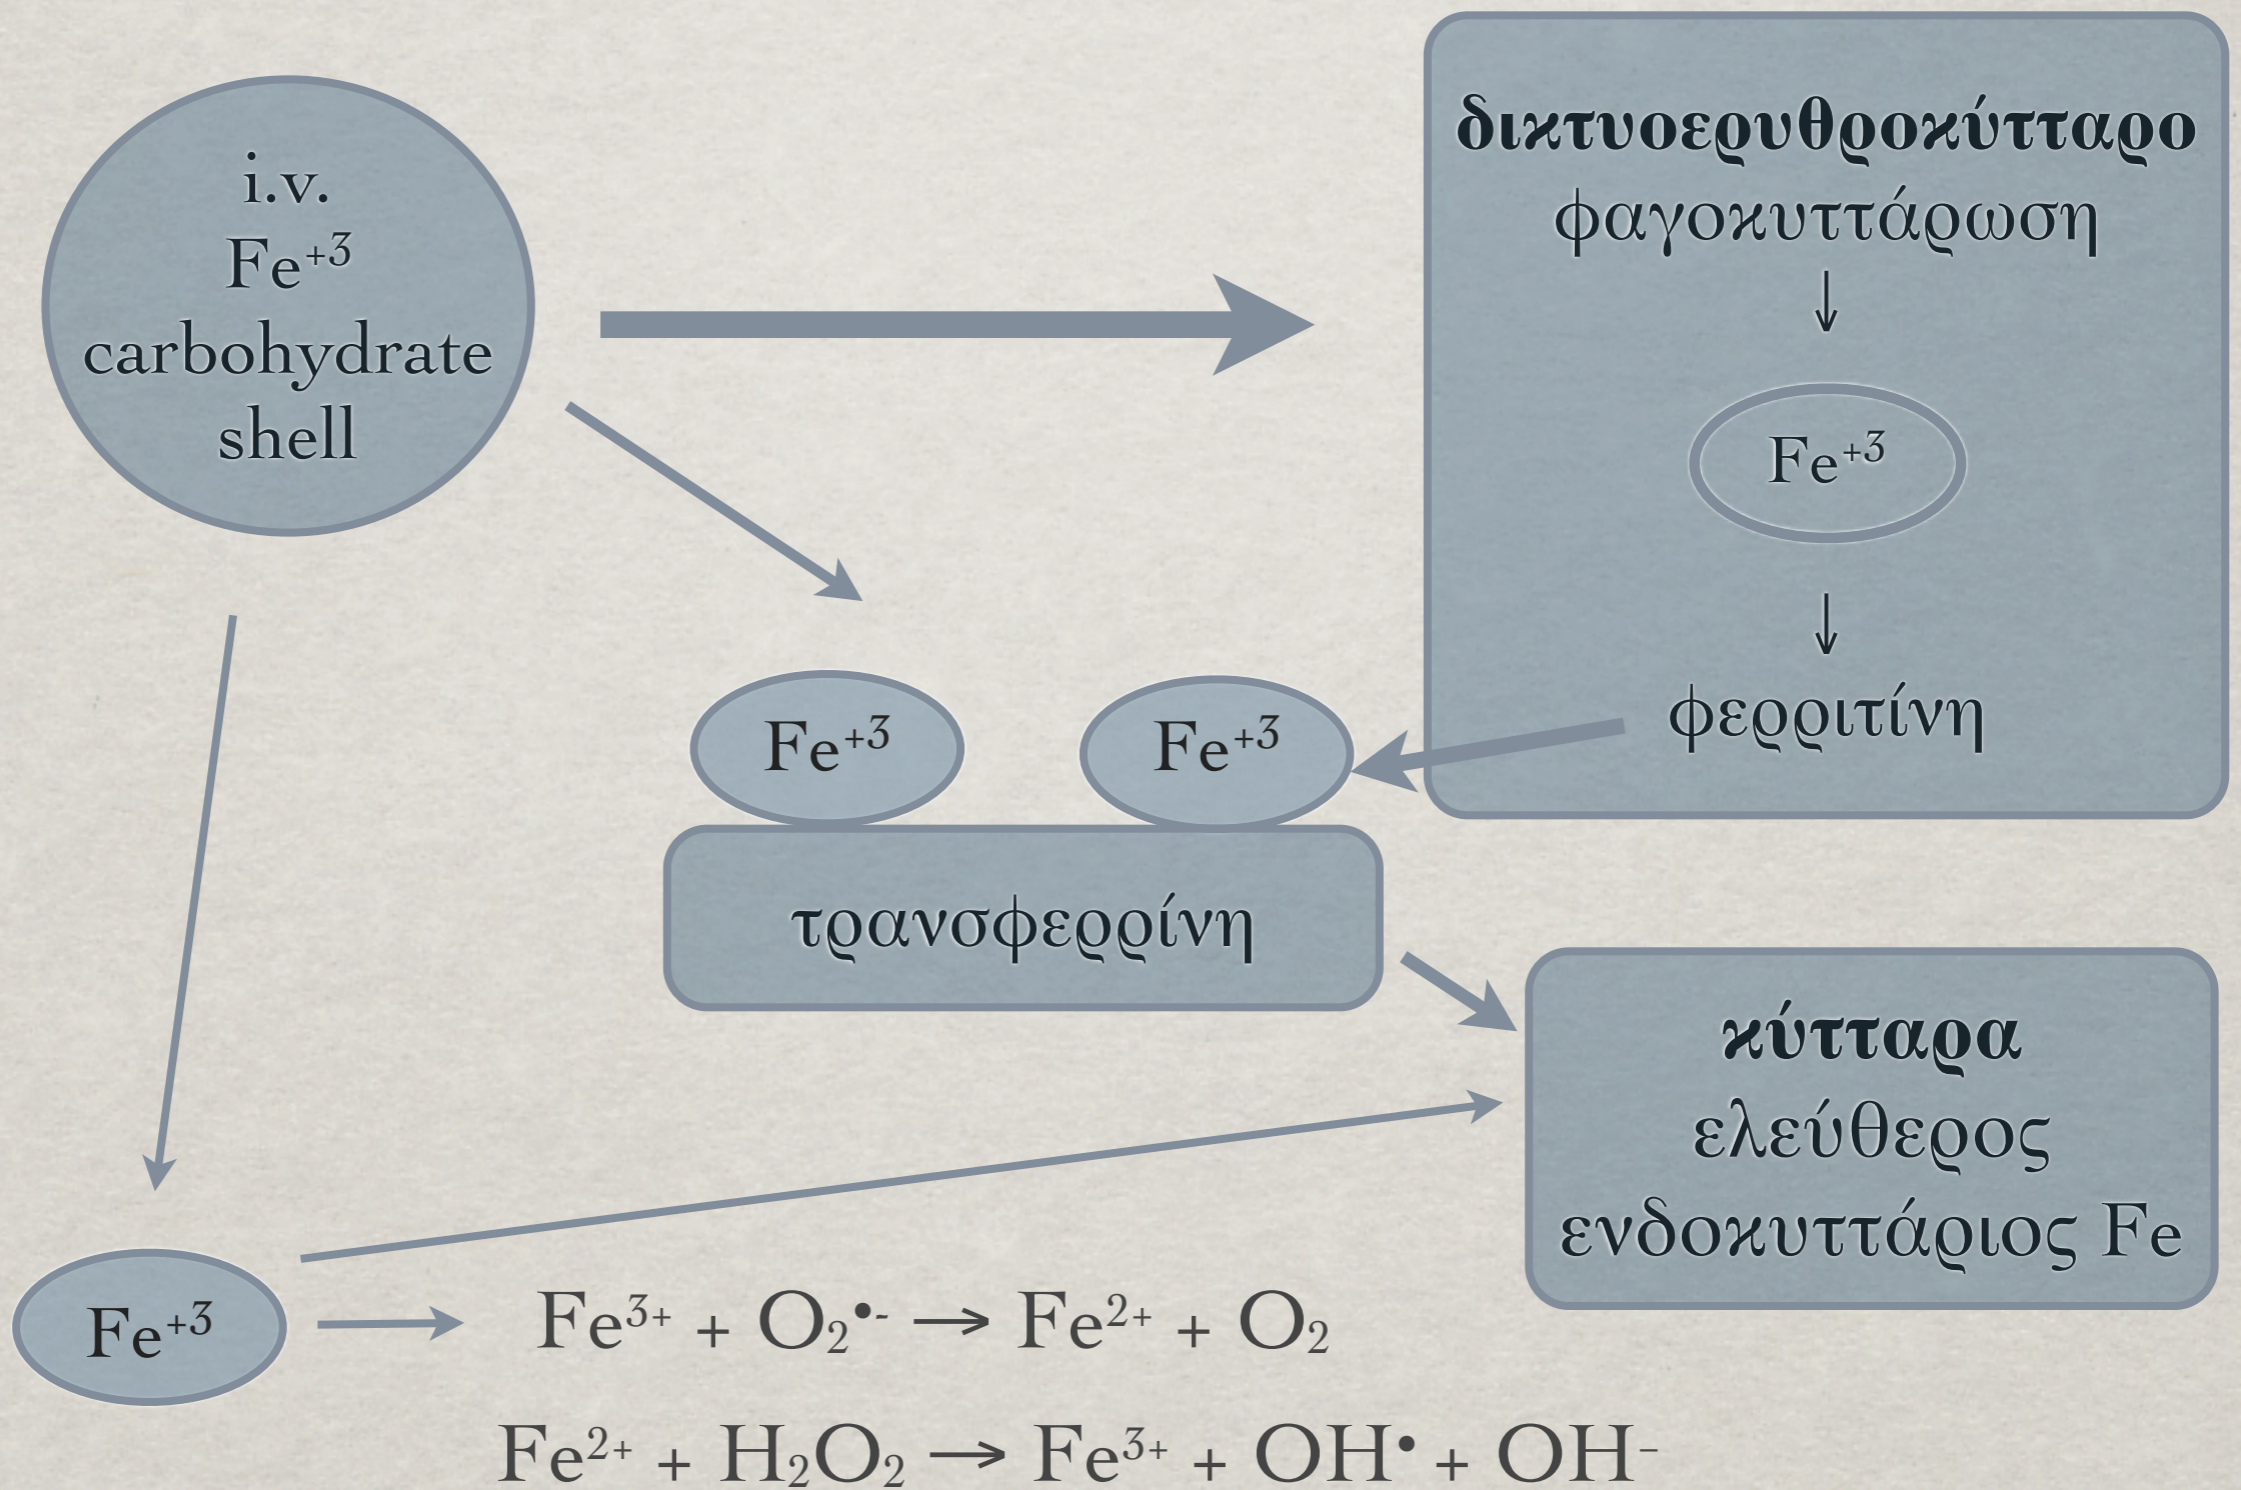 i.v.
Fe⁺³
carbohydrate
shell
δικτυοερυθροκύτταρο
φαγοκυττάρωση
↓
Fe⁺³
↓
φερριτίνη
Fe⁺³
Fe⁺³
τρανσφερρίνη
κύτταρα
ελεύθερος
ενδοκυττάριος Fe
Fe⁺³
Fe³⁺ + O₂•⁻ → Fe²⁺ + O₂
Fe²⁺ + H₂O₂ → Fe³⁺ + OH• + OH⁻